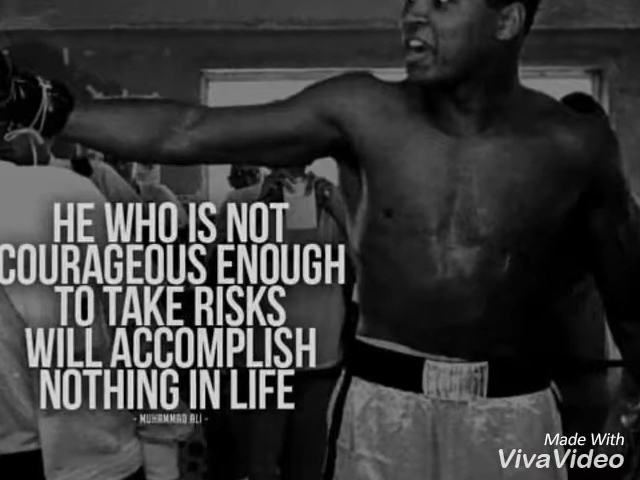 HE WHO IS NOT
COURAGEOUS ENOUGH
TO TAKE RISKS
WILL ACCOMPLISH
NOTHING IN LIFE
- MUHAMMAD ALI -
Made With
VivaVideo